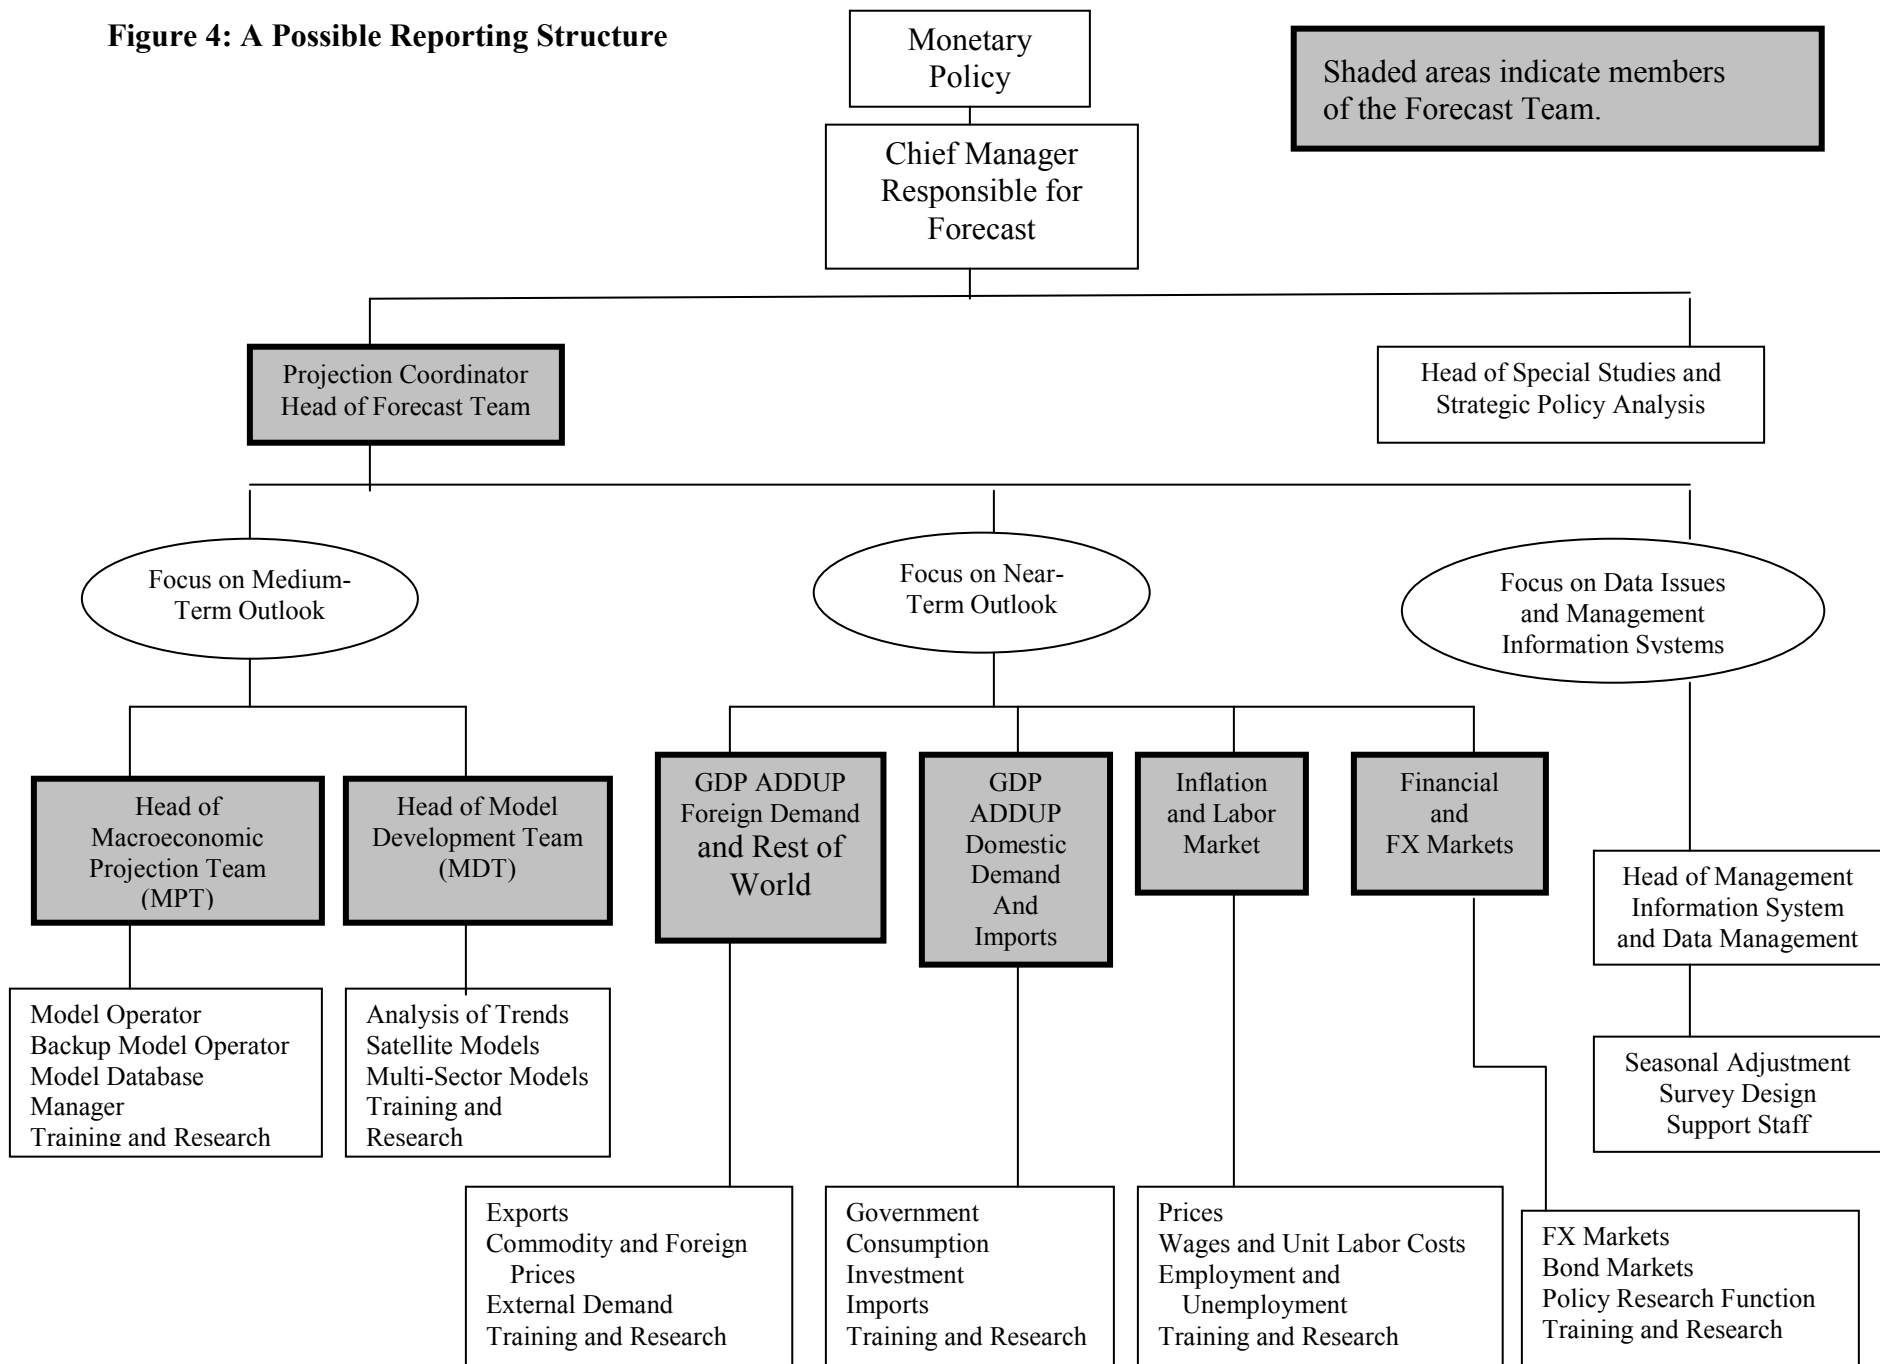 Figure 4: A Possible Reporting Structure
Monetary
Policy
Shaded areas indicate members
of the Forecast Team.
Chief Manager
Responsible for
Forecast
Projection Coordinator
Head of Forecast Team
Head of Special Studies and
Strategic Policy Analysis
Focus on Medium-
Term Outlook
Focus on Near-
Term Outlook
Focus on Data Issues
and Management
Information Systems
Head of
Macroeconomic
Projection Team
(MPT)
Head of Model
Development Team
(MDT)
GDP ADDUP
Foreign Demand
and Rest of
World
GDP
ADDUP
Domestic
Demand
And
Imports
Inflation
and Labor
Market
Financial
and
FX Markets
Head of Management
Information System
and Data Management
Model Operator
Backup Model Operator
Model Database
Manager
Training and Research
Analysis of Trends
Satellite Models
Multi-Sector Models
Training and
Research
Seasonal Adjustment
Survey Design
Support Staff
Exports
Commodity and Foreign
Prices
External Demand
Training and Research
Government
Consumption
Investment
Imports
Training and Research
Prices
Wages and Unit Labor Costs
Employment and
Unemployment
Training and Research
FX Markets
Bond Markets
Policy Research Function
Training and Research